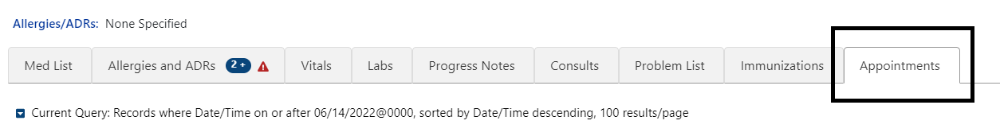 Allergies/ADRs: None Specified
Med List Allergies and ADRs 2 + Vitals Labs Progress Notes Consults Problem List Immunizations Appointments
Current Query: Records where Date/Time on or after 06/14/2022@0000, sorted by Date/Time descending, 100 results/page